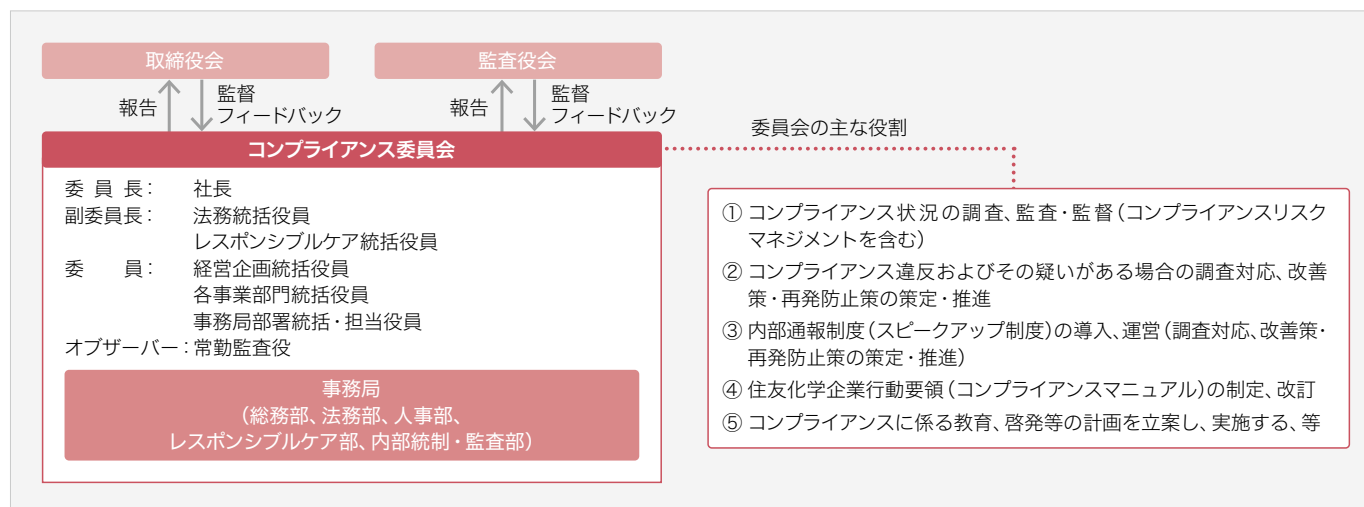 取締役会
監査役会
報告
監督
フィードバック
報告
監督
フィードバック
コンプライアンス委員会
委員長： 社長
副委員長： 法務統括役員
レスポンシブルケア統括役員
委員： 経営企画統括役員
各事業部門統括役員
事務局部署統括・担当役員
オブザーバー：常勤監査役
事務局
（総務部、法務部、人事部、
レスポンシブルケア部、内部統制・監査部）
委員会の主な役割
① コンプライアンス状況の調査、監査・監督（コンプライアンスリスク
マネジメントを含む）
② コンプライアンス違反およびその疑いがある場合の調査対応、改善
策・再発防止策の策定・推進
③ 内部通報制度（スピークアップ制度）の導入、運営（調査対応、改善策・
再発防止策の策定・推進）
④ 住友化学企業行動要領（コンプライアンスマニュアル）の制定、改訂
⑤ コンプライアンスに係る教育、啓発等の計画を立案し、実施する、等